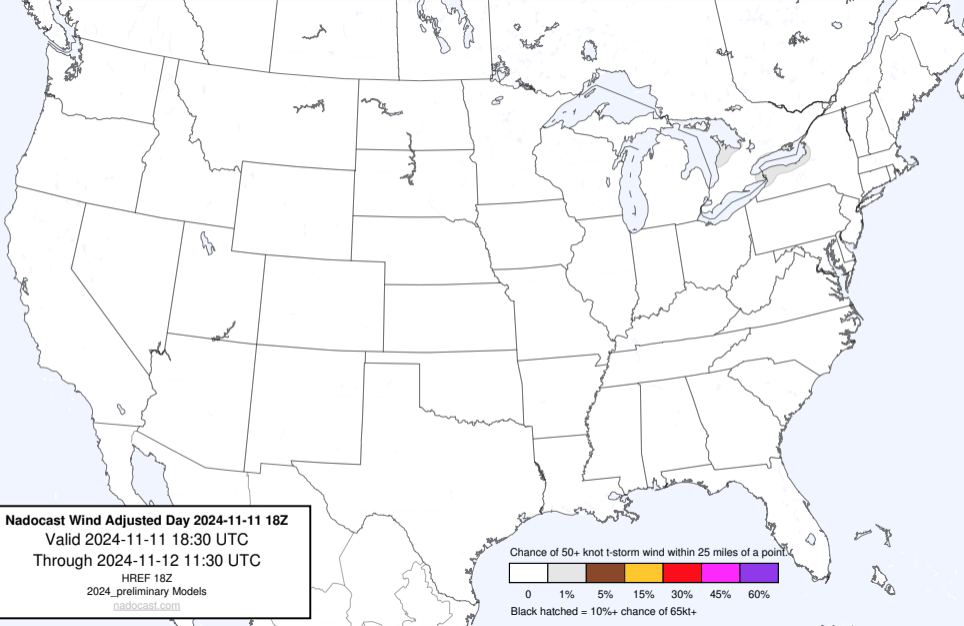 Nadocast Wind Adjusted Day 2024-11-11 18Z
Valid 2024-11-11 18:30 UTC
Through 2024-11-12 11:30 UTC
HREF 18Z
2024_preliminary Models
nadocast.com
Chance of 50+ knot t-storm wind within 25 miles of a point.
0 1% 5% 15% 30% 45% 60%
Black hatched = 10%+ chance of 65kt+